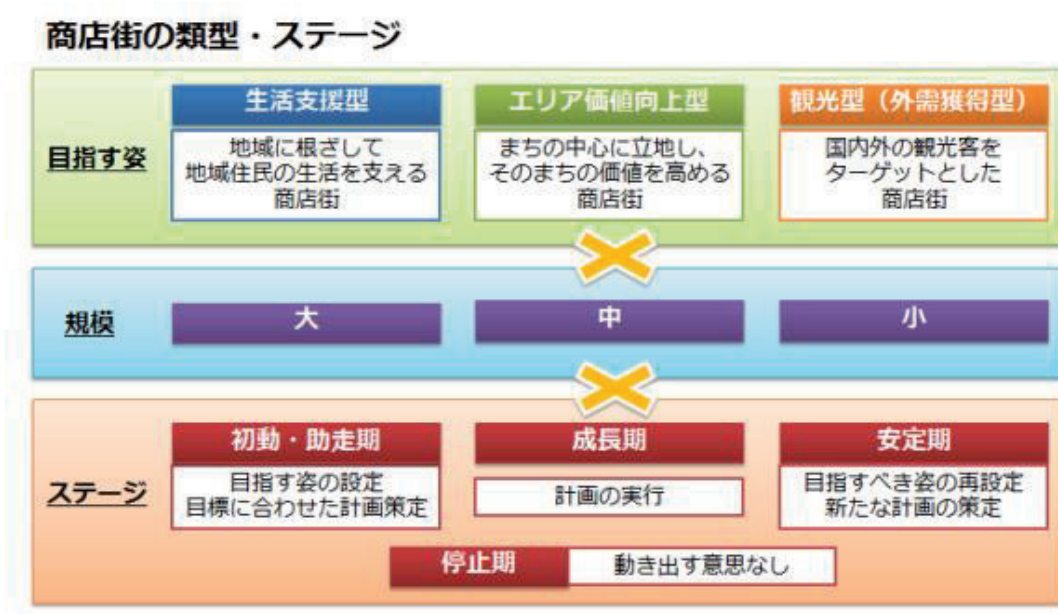 商店街の類型・ステージ
目指す姿
生活支援型
地域に根ざして
地域住民の生活を支える
商店街
エリア価値向上型
まちの中心に立地し、
そのまちの価値を高める
商店街
観光型（外需獲得型）
国内外の観光客を
ターゲットとした
商店街
規模
大
中
小
ステージ
初動・助走期
目指す姿の設定
目標に合わせた計画策定
成長期
計画の実行
安定期
目指すべき姿の再設定
新たな計画の策定
停止期
動き出す意思なし